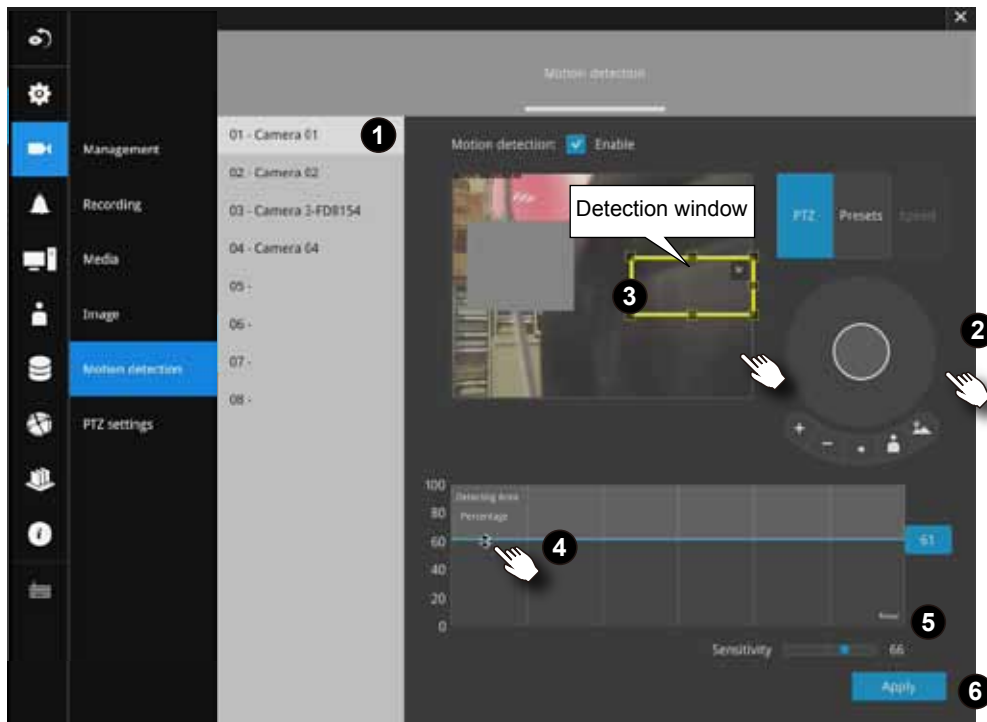 Motion detection
01 - Camera 01
1
Management
02 - Camera 02
Recording
03 - Camera 3-FD8154
Media
04 - Camera 04
05 -
Image
06 -
Motion detection
07 -
PTZ settings
08 -
Motion detection: Enable
Detection window
PTZ Presets Speed
3
2
100
Detecting Area
80
Percentage
60
4
61
40
20
Reset
0
5
Sensitivity 66
Apply
6